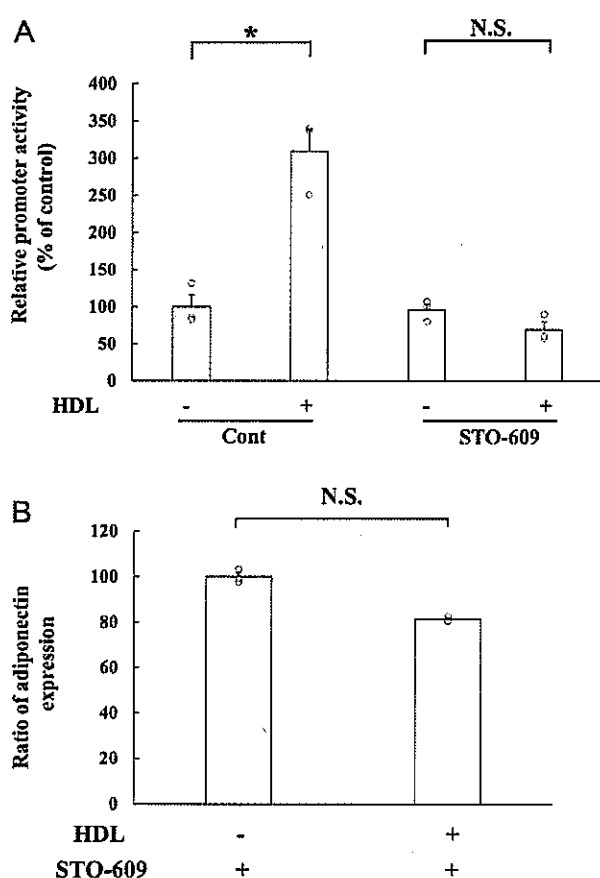 A
* N.S.
Relative promoter activity
(% of control)
400
350
300
250
200
150
100
50
0
HDL - + - +
Cont STO-609
B
N.S.
Ratio of adiponectin
expression
120
100
80
60
40
20
0
HDL - +
STO-609 + +